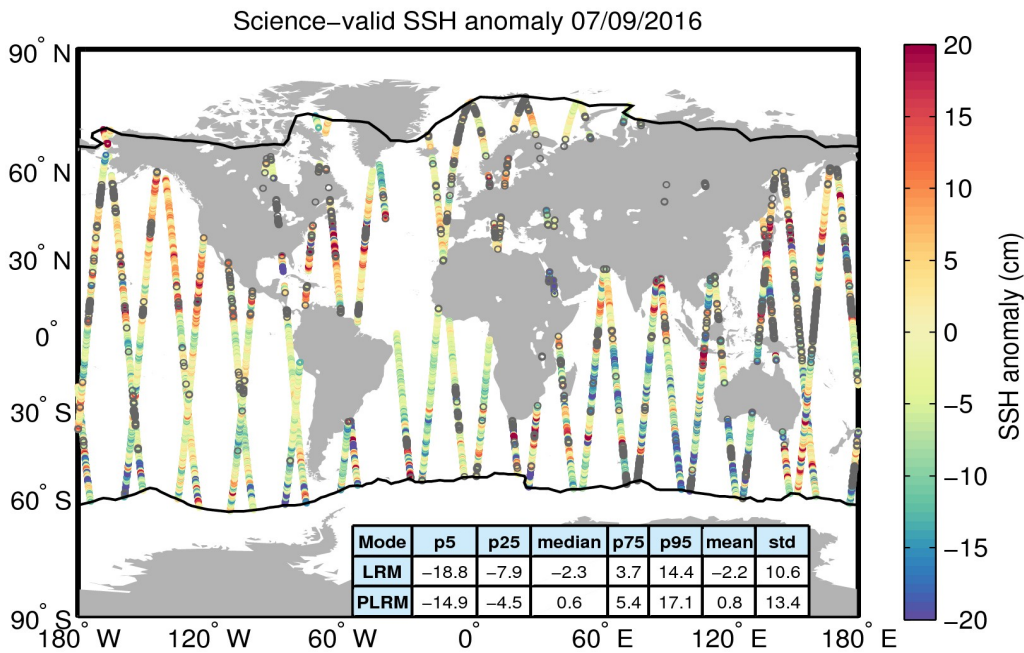 Science−valid SSH anomaly 07/09/2016
90° N
60° N
30° N
0°
30° S
60° S
90° S
180° W 120° W 60° W 0° 60° E 120° E 180° E
Mode p5 p25 median p75 p95 mean std
LRM −18.8 −7.9 −2.3 3.7 14.4 −2.2 10.6
PLRM −14.9 −4.5 0.6 5.4 17.1 0.8 13.4
20
15
10
5
0
−5
−10
−15
−20
SSH anomaly (cm)